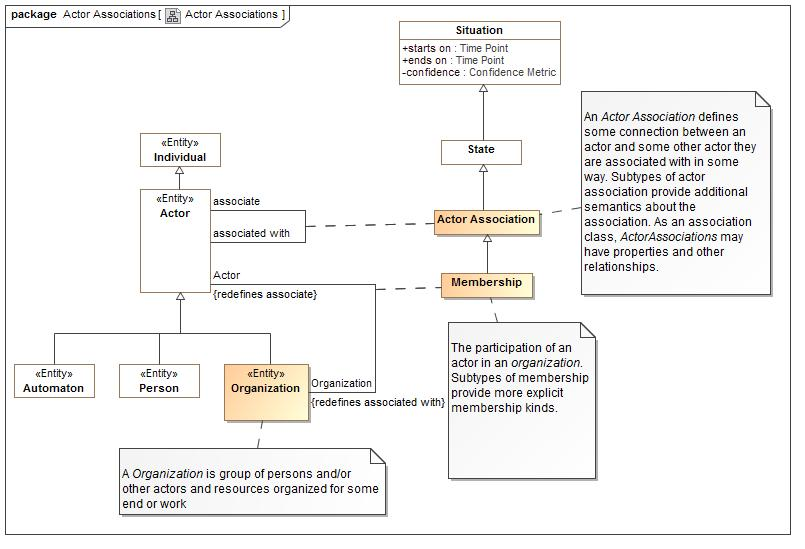 package Actor Associations [ Actor Associations ]
Situation
+starts on : Time Point
+ends on : Time Point
-confidence : Confidence Metric
An Actor Association defines
some connection between an
actor and some other actor they
are associated with in some
way. Subtypes of actor
association provide additional
semantics about the
association. As an association
class, ActorAssociations may
have properties and other
relationships.
«Entity»
Individual
State
«Entity»
Actor
associate
associated with
Actor Association
Actor
{redefines associate}
Membership
The participation of an
actor in an organization.
Subtypes of membership
provide more explicit
membership kinds.
«Entity»
Automaton
«Entity»
Person
«Entity»
Organization
Organization
{redefines associated with}
A Organization is group of persons and/or
other actors and resources organized for some
end or work